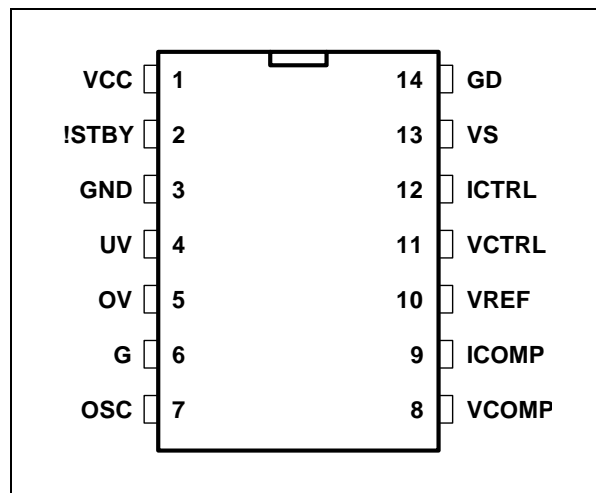 VCC 1 14 GD
!STBY 2 13 VS
GND 3 12 ICTRL
UV 4 11 VCTRL
OV 5 10 VREF
G 6 9 ICOMP
OSC 7 8 VCOMP